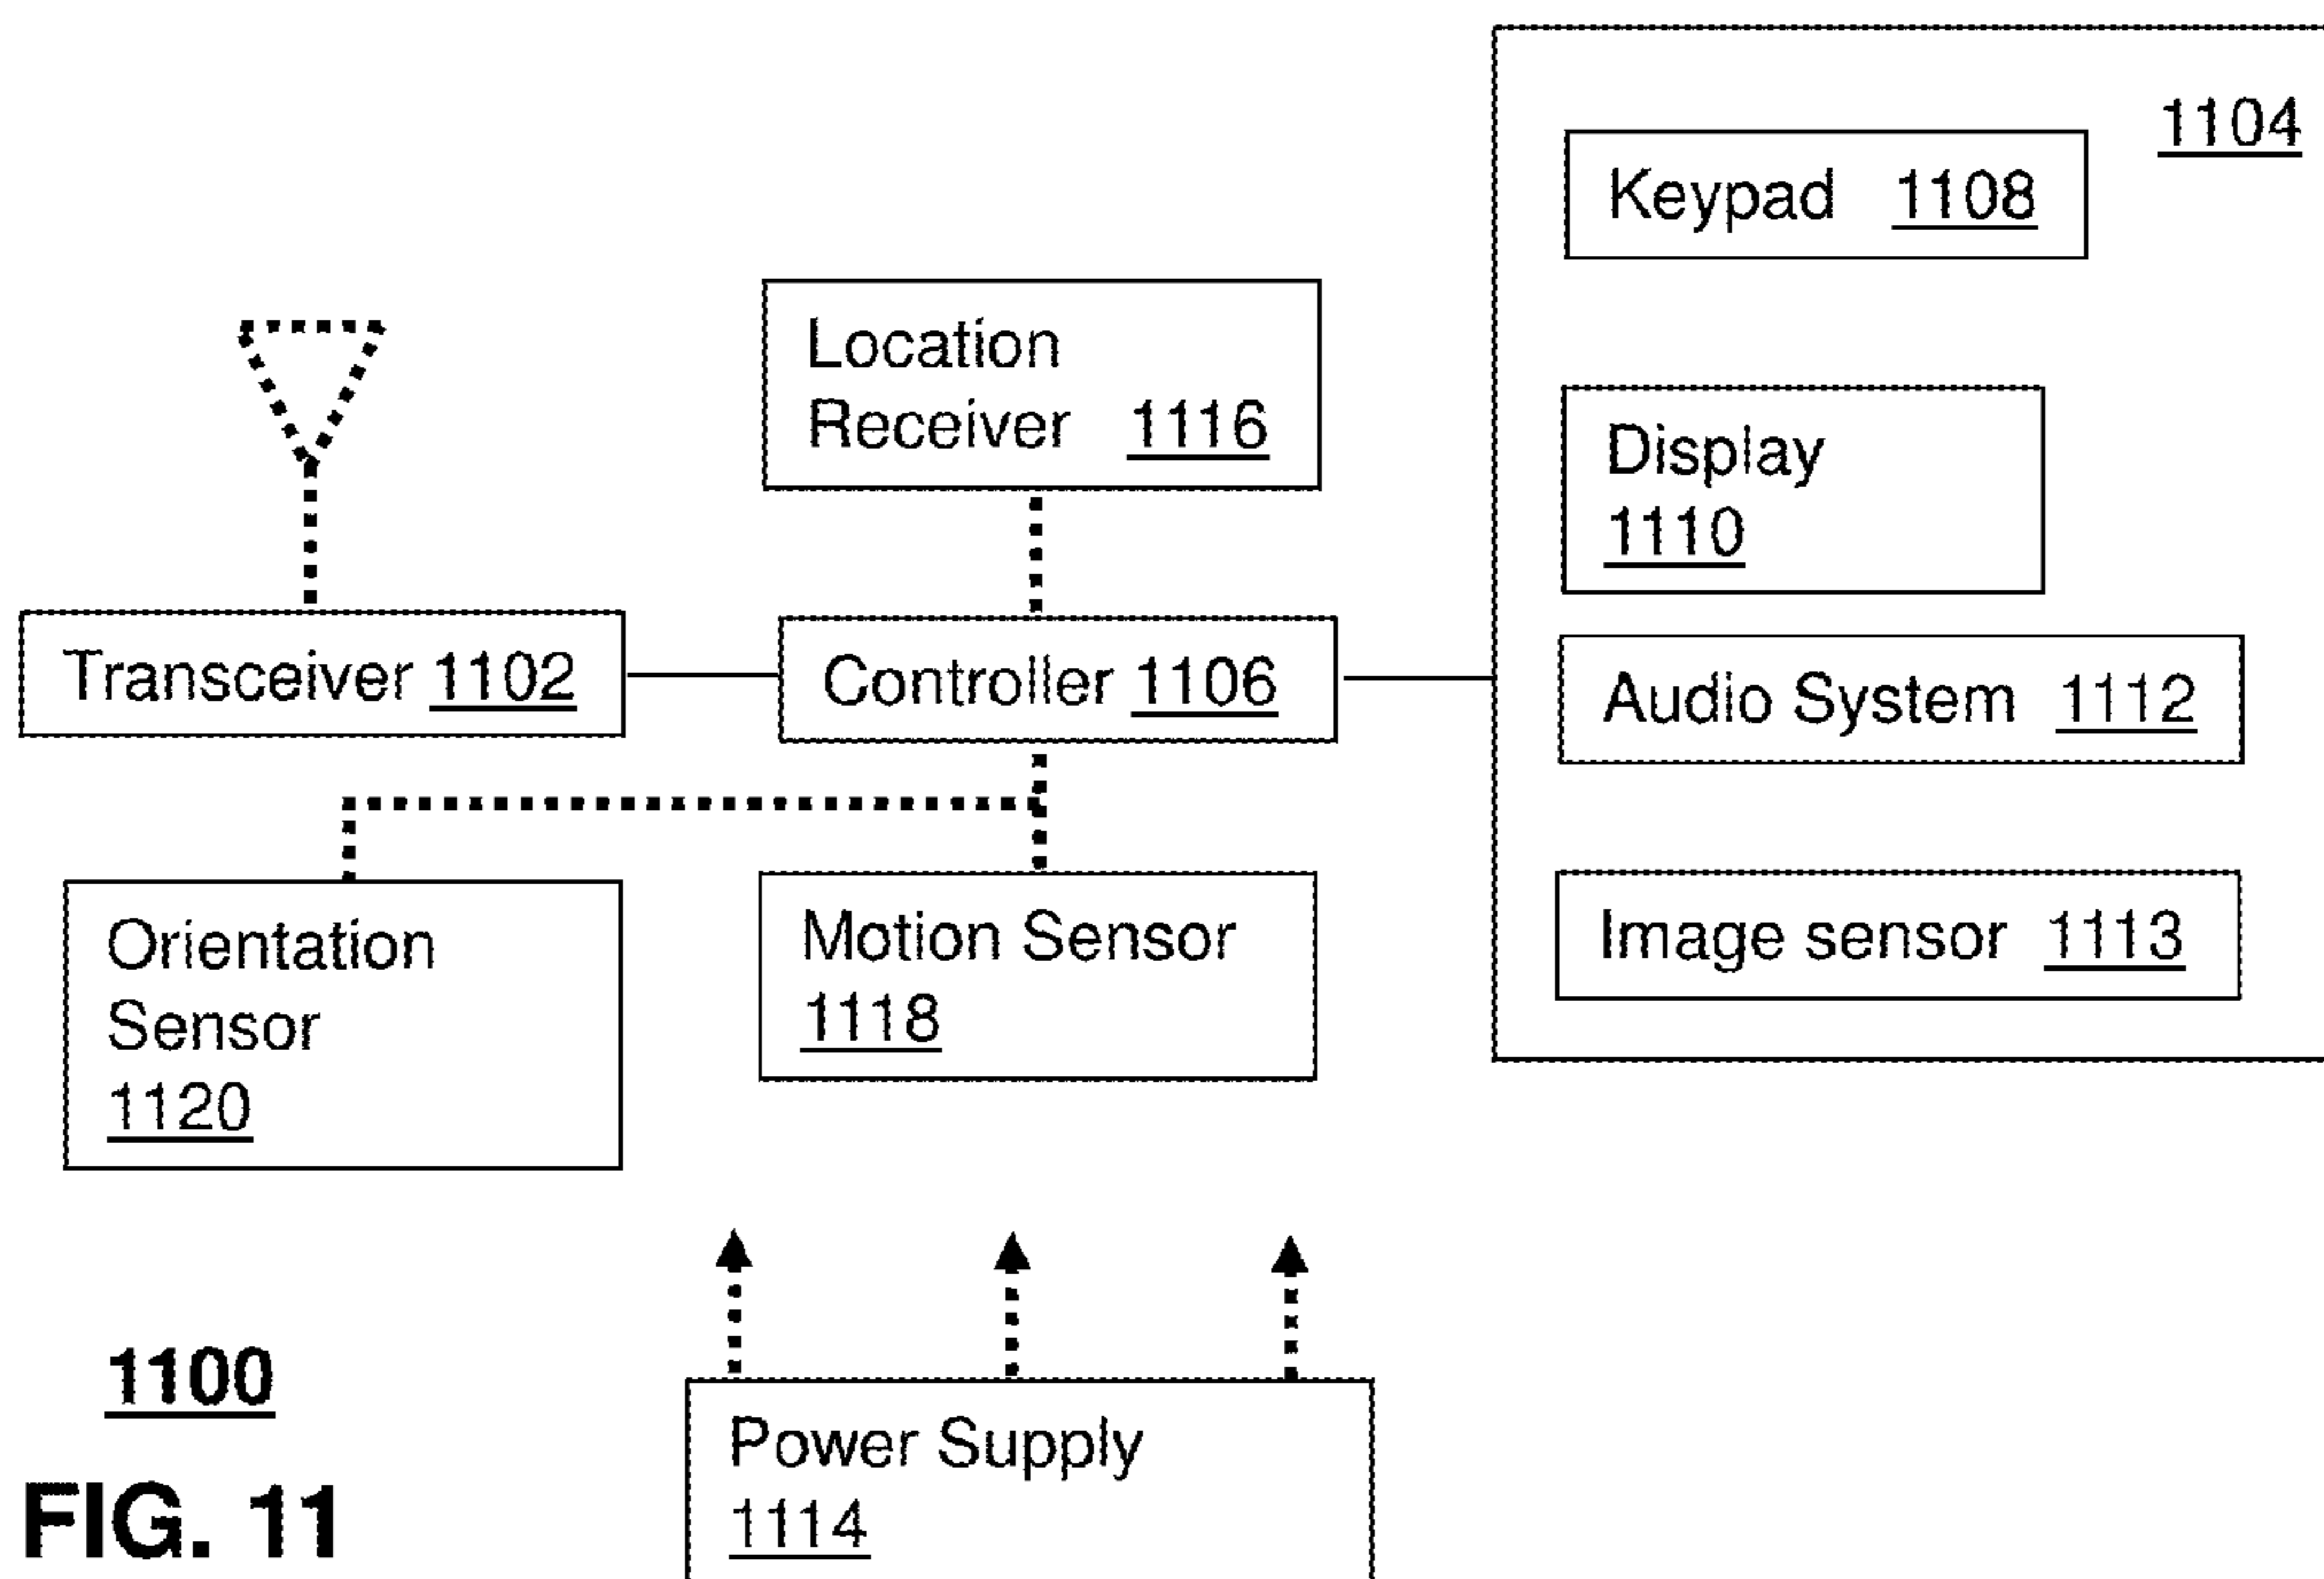 1104
Keypad 1108
Location
Receiver 1116
Display
1110
Transceiver 1102
Controller 1106
Audio System 1112
Orientation
Sensor
1120
Motion Sensor
1118
Image sensor 1113
1100
Power Supply
1114
FIG. 11